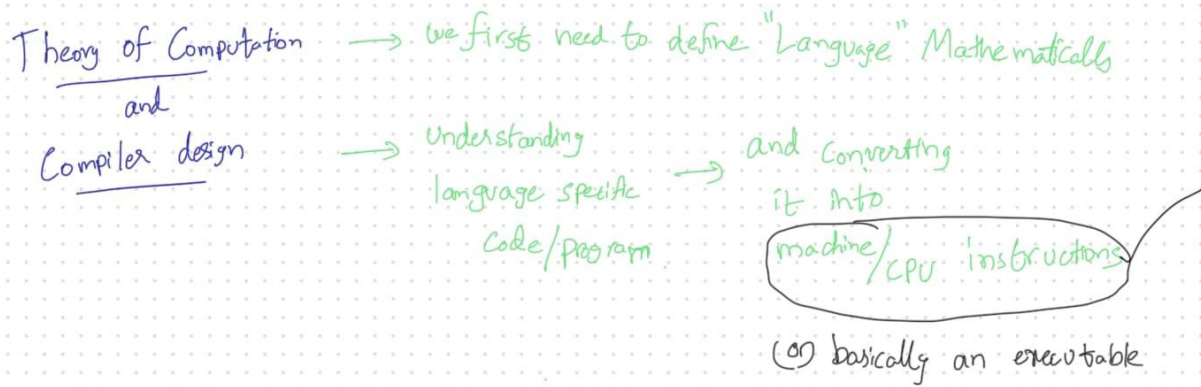 Theory of Computation → we first need to define "Language" Mathematically
and
Compiler design → understanding
language specific
code/program. → and converting
it into
machine/CPU instructions
(or) basically an executable